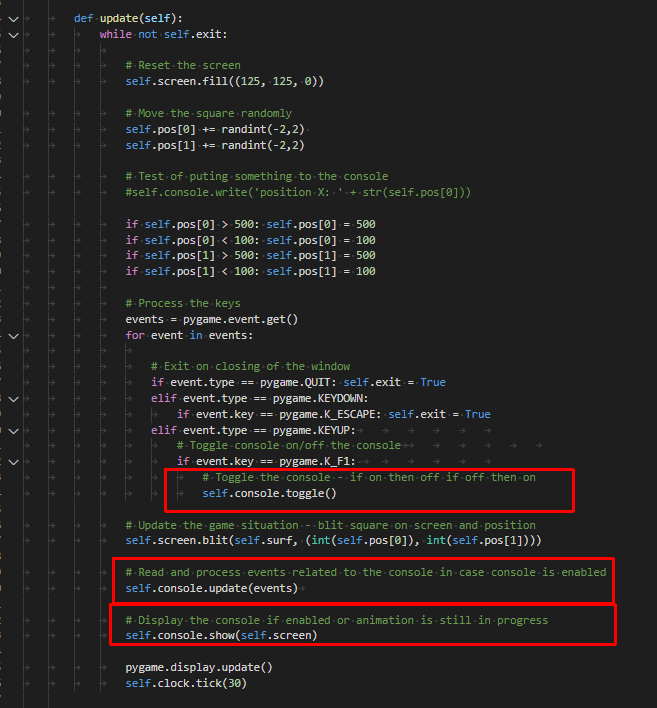 def update(self):
while not self.exit:
# Reset the screen
self.screen.fill((125, 125, 0))
# Move the square randomly
self.pos[0] += randint(-2,2)
self.pos[1] += randint(-2,2)
# Test of puting something to the console
#self.console.write('position X: ' + str(self.pos[0]))
if self.pos[0] > 500: self.pos[0] = 500
if self.pos[0] < 100: self.pos[0] = 100
if self.pos[1] > 500: self.pos[1] = 500
if self.pos[1] < 100: self.pos[1] = 100
# Process the keys
events = pygame.event.get()
for event in events:
# Exit on closing of the window
if event.type == pygame.QUIT: self.exit = True
elif event.type == pygame.KEYDOWN:
if event.key == pygame.K_ESCAPE: self.exit = True
elif event.type == pygame.KEYUP:
# Toggle console on/off the console
if event.key == pygame.K_F1:
# Toggle the console - if on then off if off then on
self.console.toggle()
# Update the game situation - blit square on screen and position
self.screen.blit(self.surf, (int(self.pos[0]), int(self.pos[1])))
# Read and process events related to the console in case console is enabled
self.console.update(events)
# Display the console if enabled or animation is still in progress
self.console.show(self.screen)
pygame.display.update()
self.clock.tick(30)